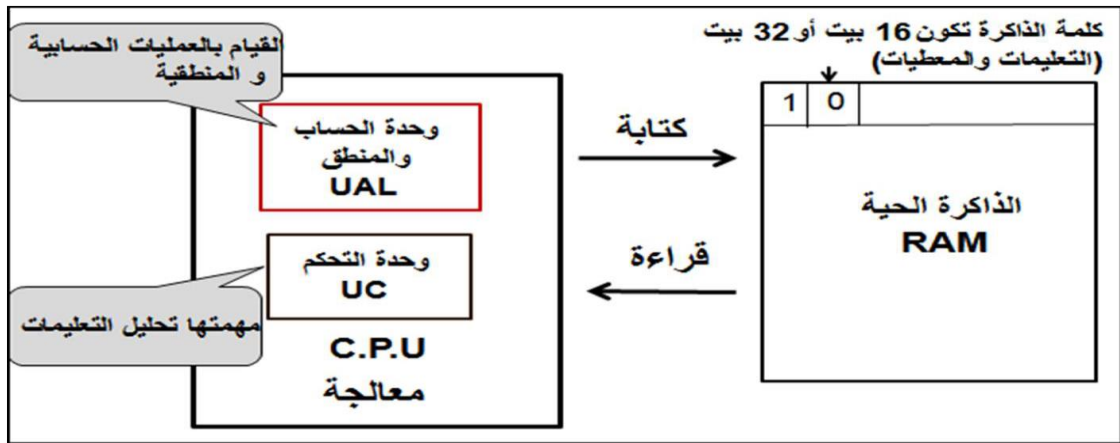 كلمة الذاكرة تكون 16 بيت أو 32 بيت
(التعليمات والمعطيات)
1 0
الذاكرة الحية
RAM
كتابة
قراءة
القيام بالعمليات الحسابية
و المنطقية
وحدة الحساب
والمنطق
UAL
وحدة التحكم
UC
مهمتها تحليل التعليمات
C.P.U
معالجة